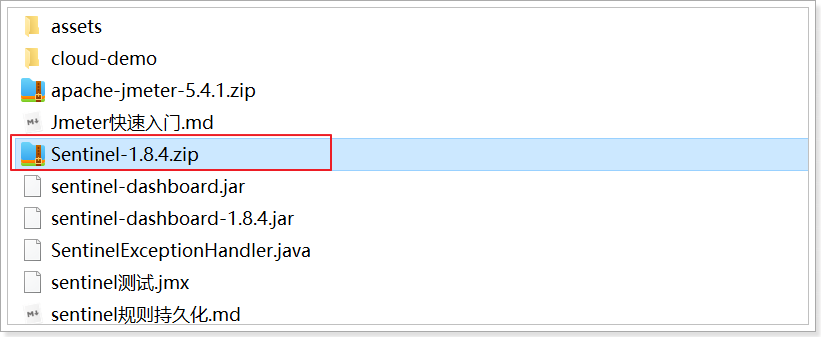 assets
cloud-demo
apache-jmeter-5.4.1.zip
Jmeter快速入门.md
Sentinel-1.8.4.zip
sentinel-dashboard.jar
sentinel-dashboard-1.8.4.jar
SentinelExceptionHandler.java
sentinel测试.jmx
sentinel规则持久化.md